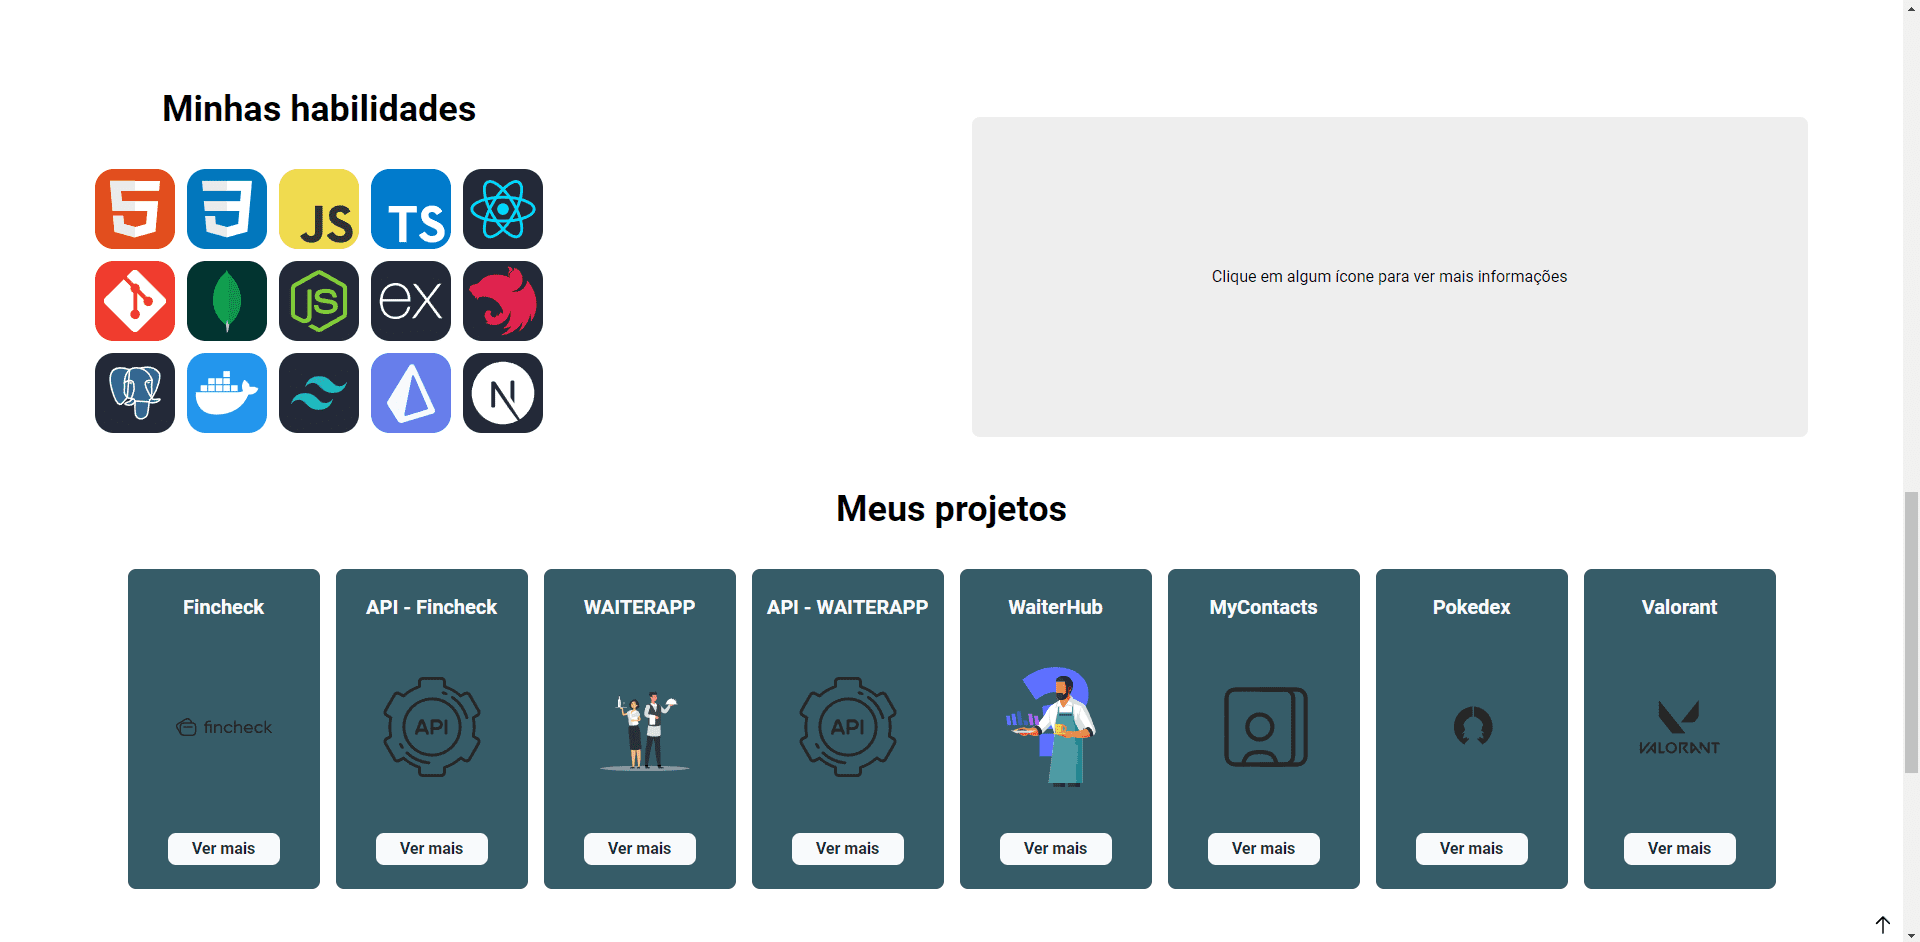 Minhas habilidades
JS
TS
JS
ex
N
Clique em algum ícone para ver mais informações
Meus projetos
Fincheck
API - Fincheck
WAITERAPP
API - WAITERAPP
WaiterHub
MyContacts
Pokedex
Valorant
fincheck
API
API
VALORANT
Ver mais
Ver mais
Ver mais
Ver mais
Ver mais
Ver mais
Ver mais
Ver mais